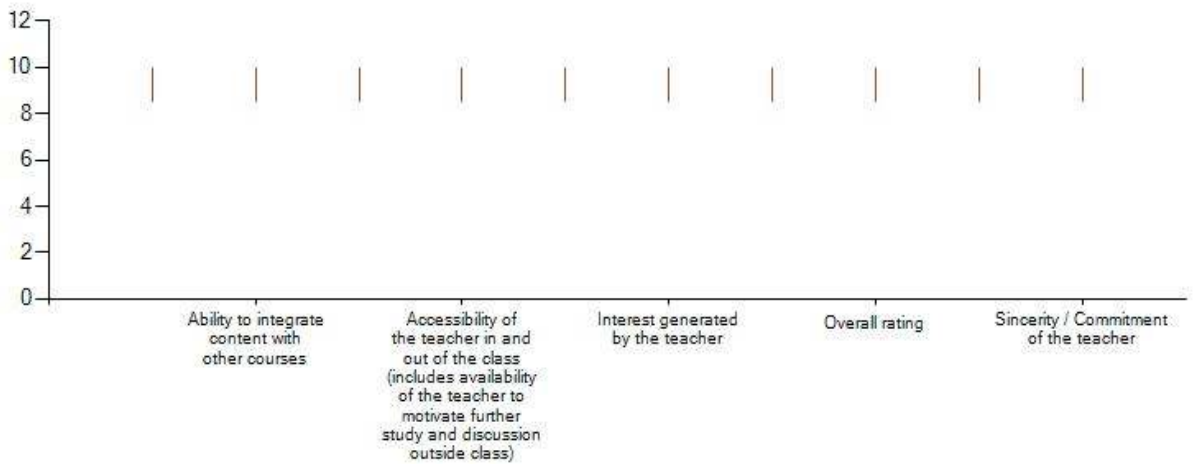 12
10
8
6
4
2
0
Ability to integrate
content with
other courses
Accessibility of
the teacher in and
out of the class
(includes availability
of the teacher to
motivate further
study and discussion
outside class)
Interest generated
by the teacher
Overall rating
Sincerity / Commitment
of the teacher